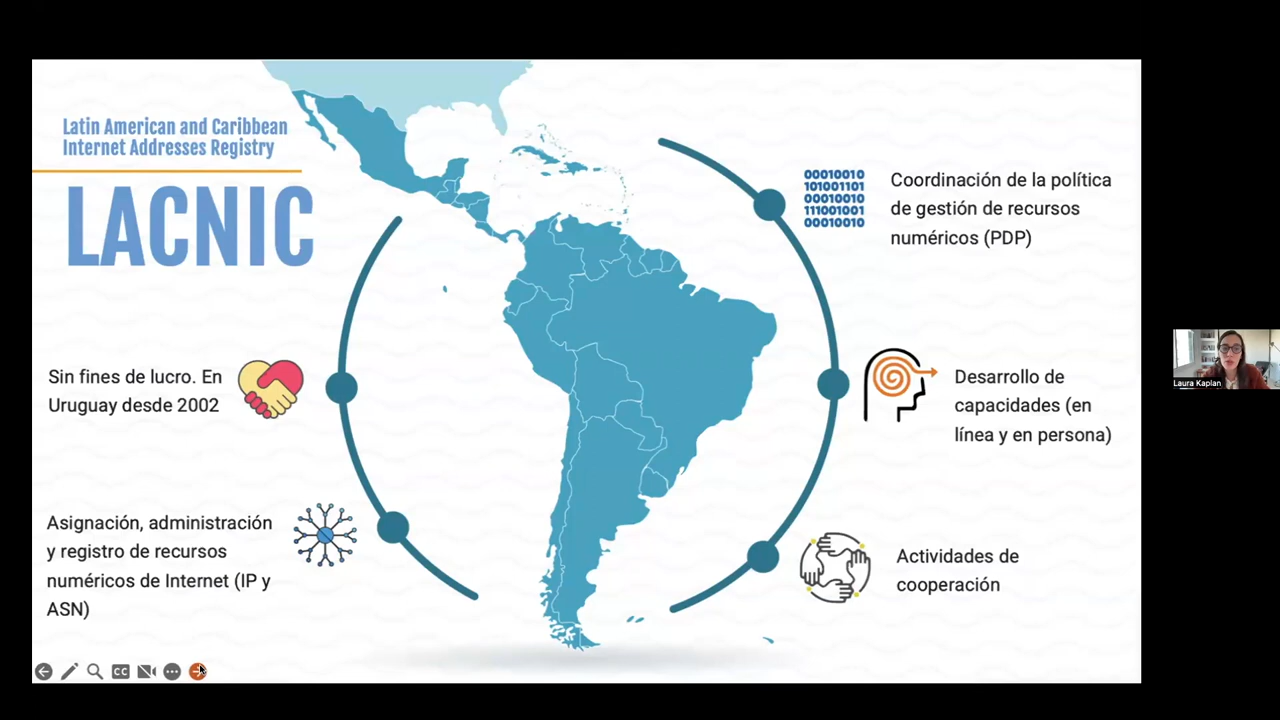 Latin American and Caribbean
Internet Addresses Registry
LACNIC
Sin fines de lucro. En
Uruguay desde 2002
Asignación, administración
y registro de recursos
numéricos de Internet (IP y
ASN)
00010010
101001101
00010010
111001001
00010010
Coordinación de la política
de gestión de recursos
numéricos (PDP)
Desarrollo de
capacidades (en
línea y en persona)
Actividades de
cooperación
CC
Laura Kaplan